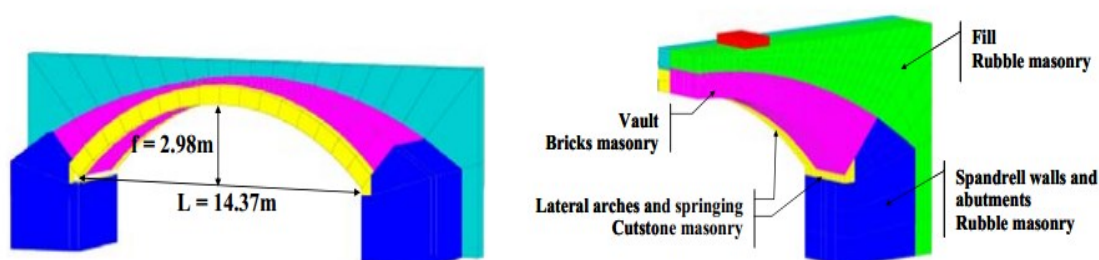 f = 2.98m
L = 14.37m
Fill
Rubble masonry
Vault
Bricks masonry
Lateral arches and springing
Cutstone masonry
Spandrell walls and
abutments
Rubble masonry